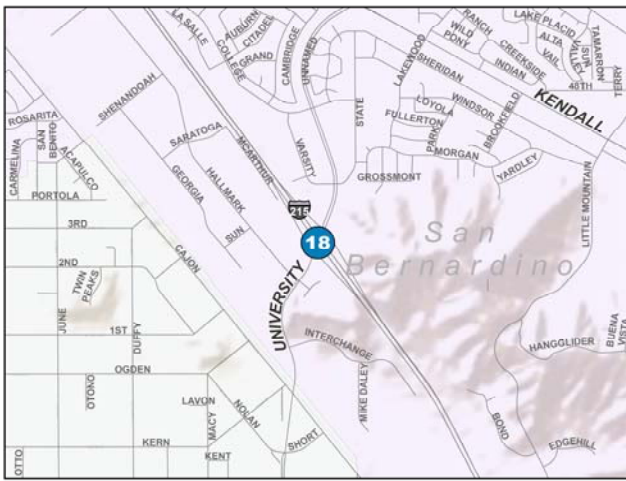 LA SALLE
AUBURN
CITADEL
COLLEGE
GRAND
CAMBRIDGE
UNNAMED
LAKEWOOD
WILD PONY
RANCH
CREEKSIDE
INDIAN
LAKE PLACID
ALTA
VAIL
SUN VALLEY
TAMARRON
48TH
TERRY
SHERIDAN
KENDALL
SHENANDOAH
SARATOGA
MCARTHUR
VARSITY
STATE
LOYOLA
FULLERTON
PARK
WINDSOR
BROOKFIELD
MORGAN
YARDLEY
GROSSMONT
ROSARITA
CARMELINA
SAN BENITO
ACAPULCO
PORTOLA
GEORGIA
HALLMARK
SUN
215
18
San
Bernardino
LITTLE MOUNTAIN
3RD
2ND
CAJON
TWIN PEAKS
JUNE
1ST
DUFFY
UNIVERSITY
INTERCHANGE
MIKE DALEY
HANGGLIDER
BUENA VISTA
OGDEN
OTONO
LAVON
MACY
NOLAN
SHORT
KERN
KENT
OTTO
BOND
EDGEHILL